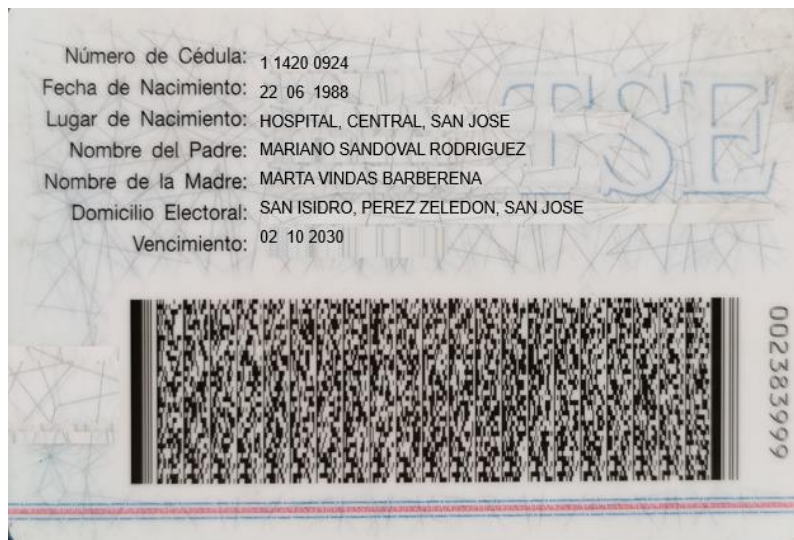 Número de Cédula: 1 1420 0924
Fecha de Nacimiento: 22 06 1988
Lugar de Nacimiento: HOSPITAL, CENTRAL, SAN JOSE
Nombre del Padre: MARIANO SANDOVAL RODRIGUEZ
Nombre de la Madre: MARTA VINDAS BARBERENA
Domicilio Electoral: SAN ISIDRO, PEREZ ZELEDON, SAN JOSE
Vencimiento: 02 10 2030
TSE
002383999